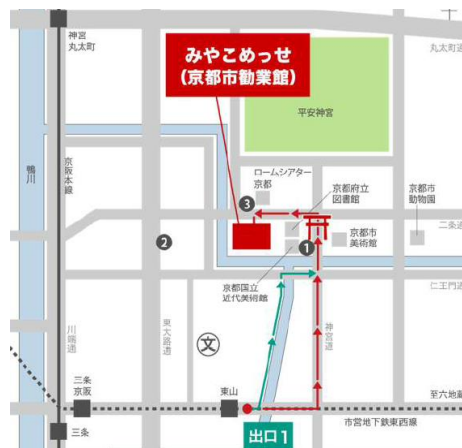 神宮
丸太町
丸太町通
みやこめっせ
(京都市勧業館)
平安神宮
鴨川
京阪本線
ロームシアター
京都
京都府立
図書館
京都市
動物園
3
二条通
2
1
京都市
美術館
京都国立
近代美術館
仁王門通
川端通
東大路通
文
神宮道
三条
京阪
東山
至六地蔵
三条
市営地下鉄東西線
出口1